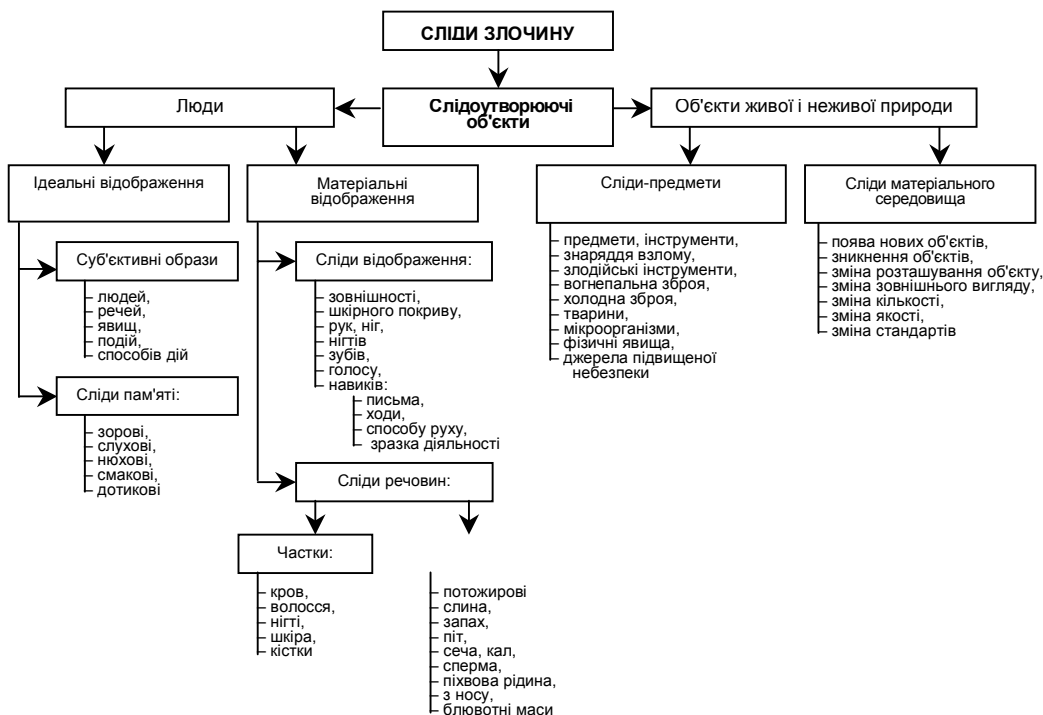 СЛІДИ ЗЛОЧИНУ
Слідоутворюючі
об'єкти
Люди
Об'єкти живої і неживої природи
Ідеальні відображення
Суб'єктивні образи
– людей,
– речей,
– явищ,
– подій,
– способів дій
Сліди пам'яті:
– зорові,
– слухові,
– нюхові,
– смакові,
– дотикові
Матеріальні
відображення
Сліди відображення:
– зовнішності,
– шкірного покриву,
– рук, ніг,
– нігтів
– зубів,
– голосу,
– навиків:
– письма,
– ходи,
– способу руху,
– зразка діяльності
Сліди речовин:
Частки:
– кров,
– волосся,
– нігті,
– шкіра,
– кістки
– потожирові
– слина,
– запах,
– піт,
– сеча, кал,
– сперма,
– піхвова рідина,
– з носу,
– блювотні маси
Сліди-предмети
– предмети, інструменти,
– знаряддя взлому,
– злодійські інструменти,
– вогнепальна зброя,
– холодна зброя,
– тварини,
– мікроорганізми,
– фізичні явища,
– джерела підвищеної
небезпеки
Сліди матеріального
середовища
– поява нових об'єктів,
– зникнення об'єктів,
– зміна розташування об'єкту,
– зміна зовнішнього вигляду,
– зміна кількості,
– зміна якості,
– зміна стандартів